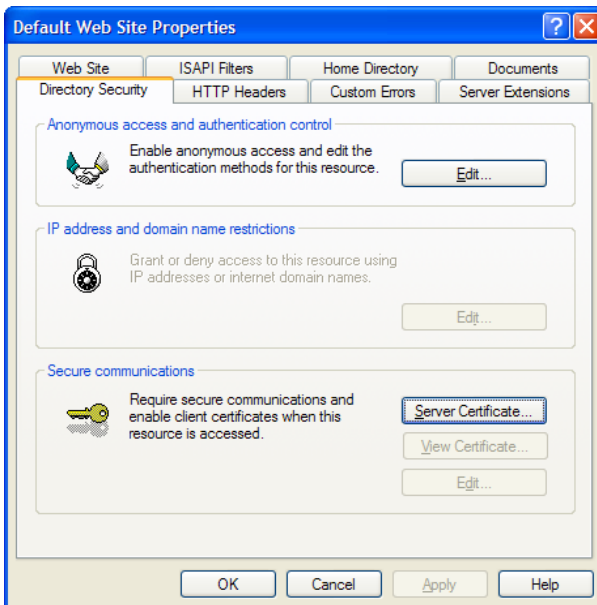 Default Web Site Properties
?
Web Site ISAPI Filters Home Directory Documents
Directory Security HTTP Headers Custom Errors Server Extensions
Anonymous access and authentication control
Enable anonymous access and edit the
authentication methods for this resource.
Edit...
IP address and domain name restrictions
Grant or deny access to this resource using
IP addresses or internet domain names.
Edit...
Secure communications
Require secure communications and
enable client certificates when this
resource is accessed.
Server Certificate...
View Certificate...
Edit...
OK Cancel Apply Help